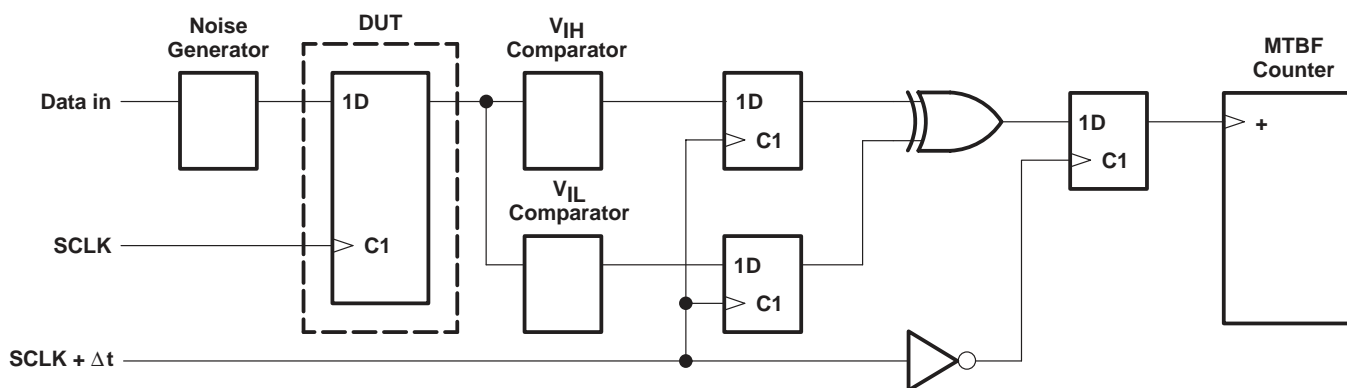 Noise
Generator
DUT
VIH
Comparator
MTBF
Counter
Data in
1D
1D
1D
+
C1
C1
VIL
Comparator
SCLK
C1
1D
C1
SCLK + Δt